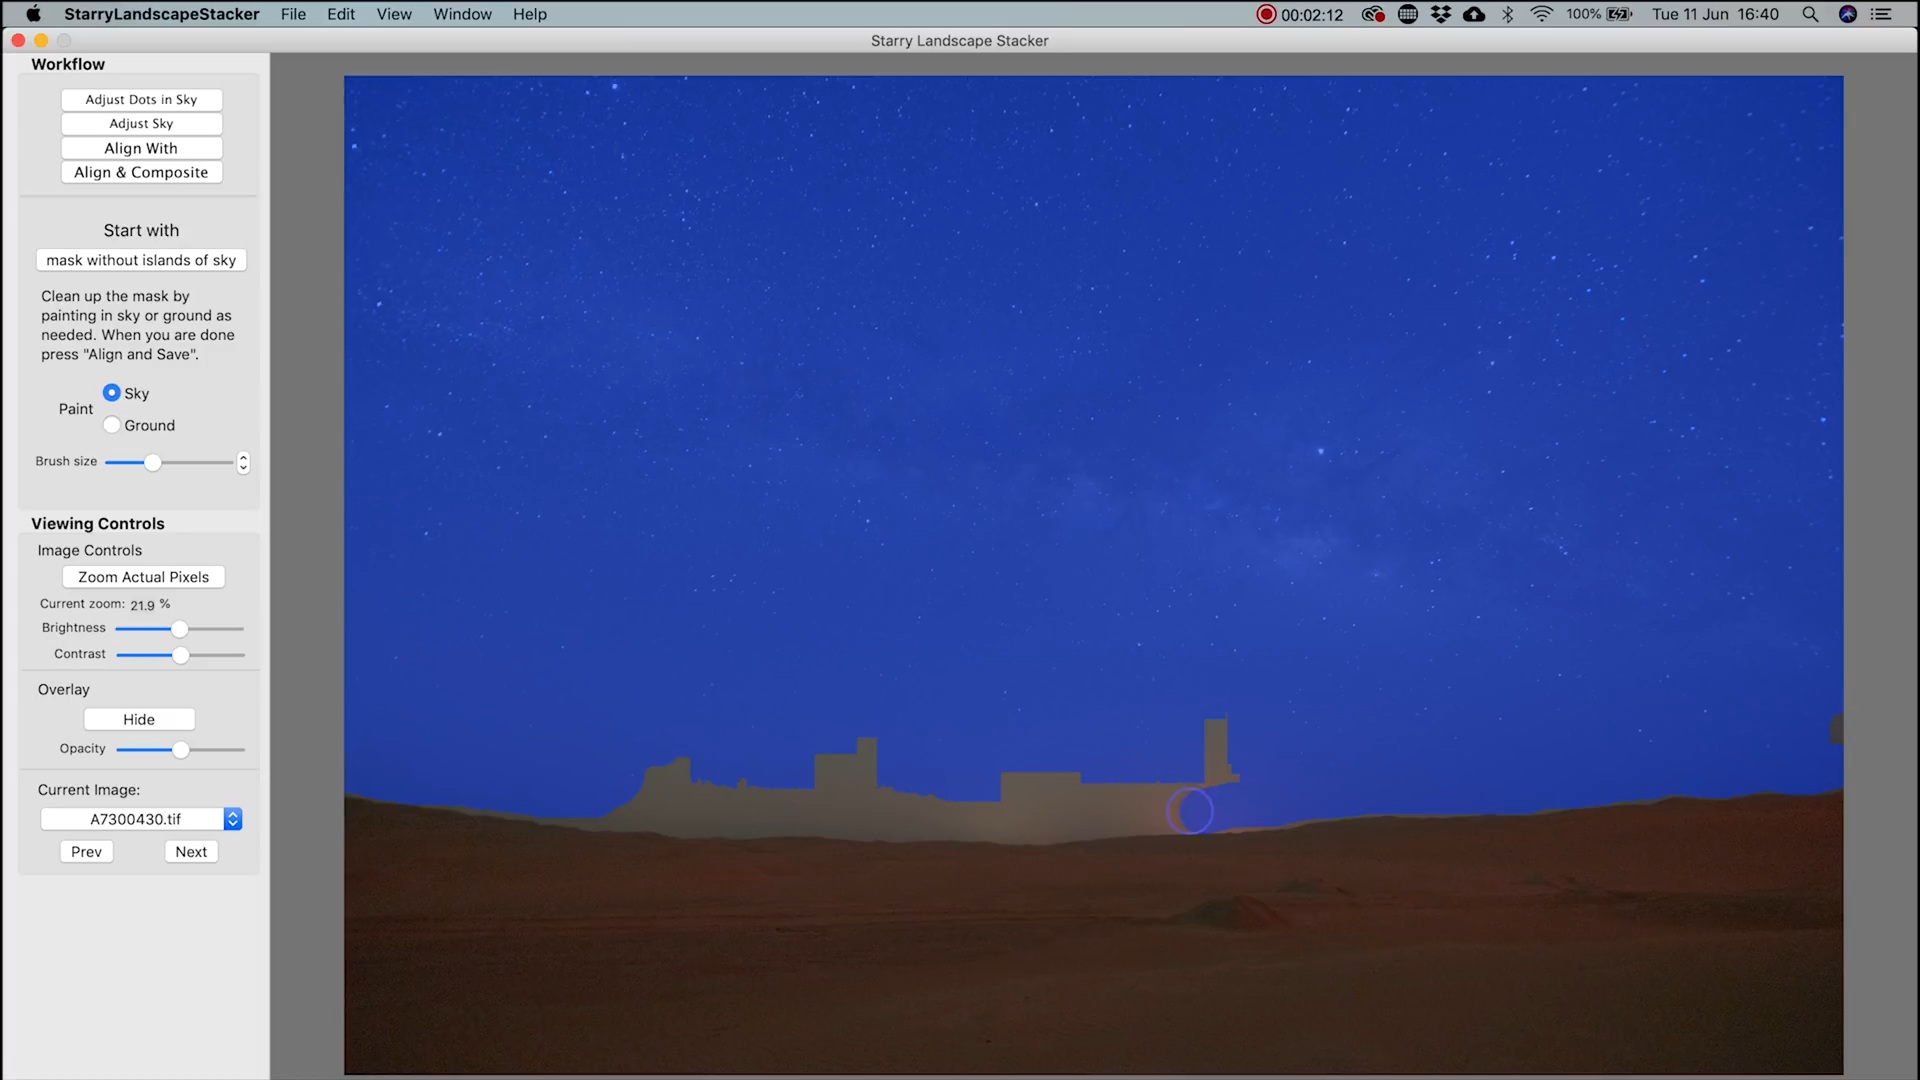 StarryLandscapeStacker File Edit View Window Help 00:02:12 100% Tue 11 Jun 16:40
Starry Landscape Stacker
Workflow
Adjust Dots in Sky
Adjust Sky
Align With
Align & Composite
Start with
mask without islands of sky
Clean up the mask by
painting in sky or ground as
needed. When you are done
press "Align and Save".
Sky
Paint
Ground
Brush size
Viewing Controls
Image Controls
Zoom Actual Pixels
Current zoom: 21.9 %
Brightness
Contrast
Overlay
Hide
Opacity
Current Image:
A7300430.tif
Prev Next